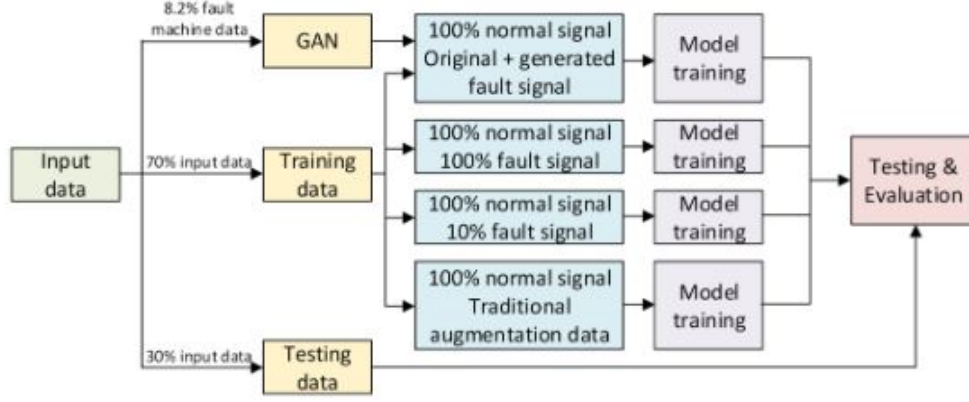 8.2% fault
machine data
GAN
100% normal signal
Original + generated
fault signal
Model
training
Input
data
70% input data
Training
data
100% normal signal
100% fault signal
Model
training
Testing &
Evaluation
100% normal signal
10% fault signal
Model
training
100% normal signal
Traditional
augmentation data
Model
training
30% input data
Testing
data